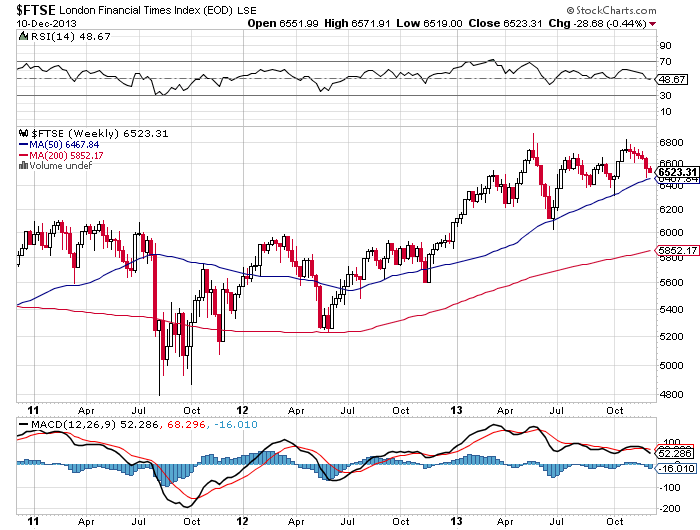 $FTSE London Financial Times Index (EOD) LSE
© StockCharts.com
10-Dec-2013
Open 6551.99 High 6571.91 Low 6519.00 Close 6523.31 Chg -28.68 (-0.44%)
RSI(14) 48.67
90
70
48.67
30
10
$FTSE (Weekly) 6523.31
MA(50) 6467.84
MA(200) 5852.17
Volume undef
6800
6600
6523.31
6467.84
6400
6200
6000
5852.17
5800
5600
5400
5200
5000
4800
11 Apr Jul Oct 12 Apr Jul Oct 13 Apr Jul Oct
MACD(12,26,9) 52.286, 68.296, -16.010
100
52.286
-16.010
-100
-200
11 Apr Jul Oct 12 Apr Jul Oct 13 Apr Jul Oct